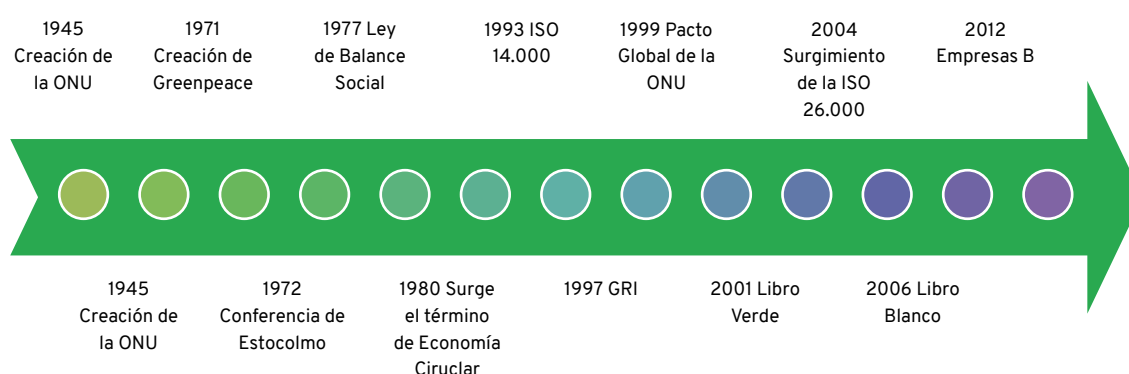 1945
Creación de
la ONU
1971
Creación de
Greenpeace
1977 Ley
de Balance
Social
1993 ISO
14.000
1999 Pacto
Global de la
ONU
2004
Surgimiento
de la ISO
26.000
2012
Empresas B
1945
Creación de
la ONU
1972
Conferencia de
Estocolmo
1980 Surge
el término
de Economía
Ciruclar
1997 GRI
2001 Libro
Verde
2006 Libro
Blanco